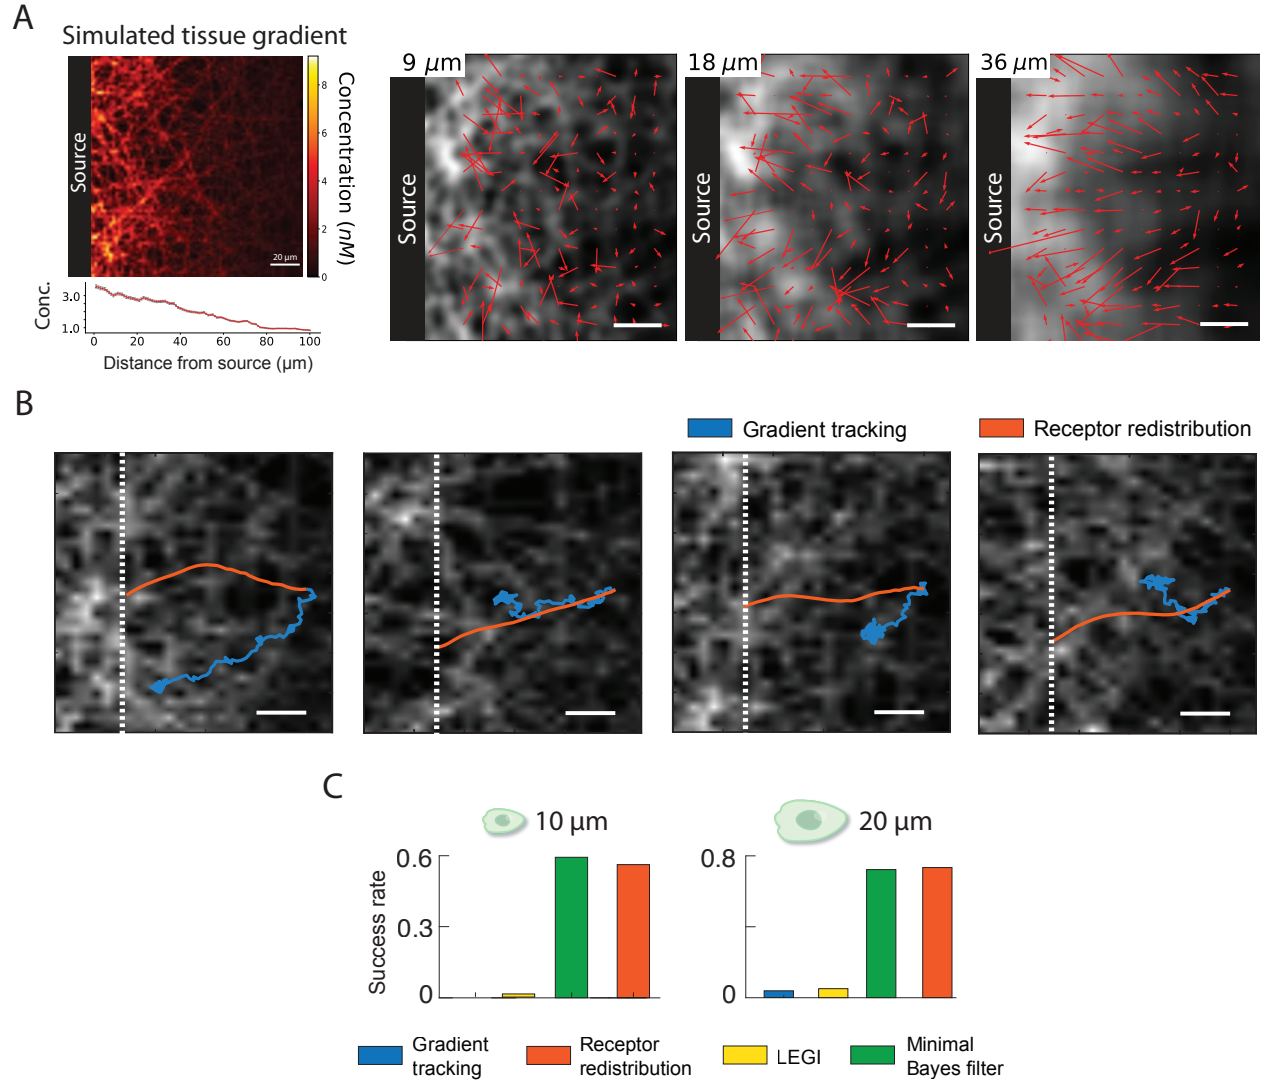 A
Simulated tissue gradient
Source
8
6
4
2
0
Concentration (nM)
20 μm
Conc.
3.0
1.0
0 20 40 60 80 100
Distance from source (μm)
9 μm
Source
18 μm
Source
36 μm
Source
B
Gradient tracking
Receptor redistribution
C
10 μm
20 μm
Success rate
0.6
0.3
0
0.8
0
Gradient
tracking
Receptor
redistribution
LEGI
Minimal
Bayes filter